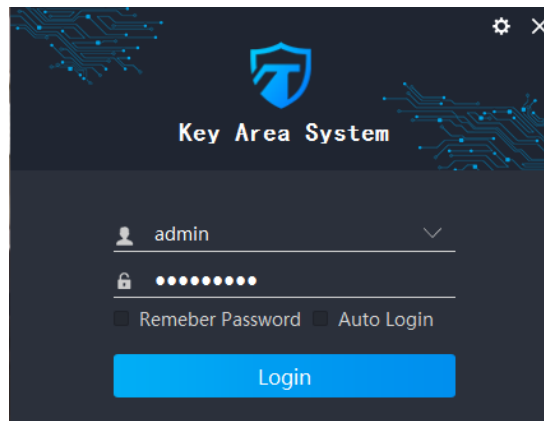 Key Area System
admin
•••••••••
Remeber Password Auto Login
Login